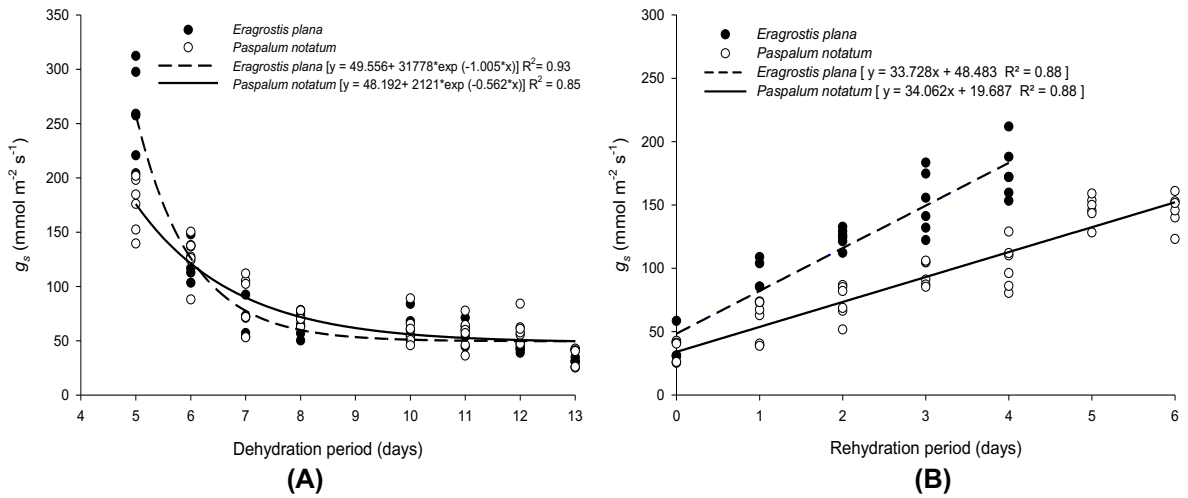 (A)
350
300
250
200
150
100
50
0
gs (mmol m-2 s-1)
Eragrostis plana
Paspalum notatum
Eragrostis plana [y = 49.556+ 31778*exp (-1.005*x)] R2= 0.93
Paspalum notatum [y = 48.192+ 2121*exp (-0.562*x)] R2 = 0.85
4 5 6 7 8 9 10 11 12 13
Dehydration period (days)
(A)
B)
300
250
200
150
100
50
0
gs (mmol m-2 s-1)
Eragrostis plana
Paspalum notatum
Eragrostis plana [ y = 33.728x + 48.483 R² = 0.88 ]
Paspalum notatum [ y = 34.062x + 19.687 R² = 0.88 ]
0 1 2 3 4 5 6
Rehydration period (days)
(B)